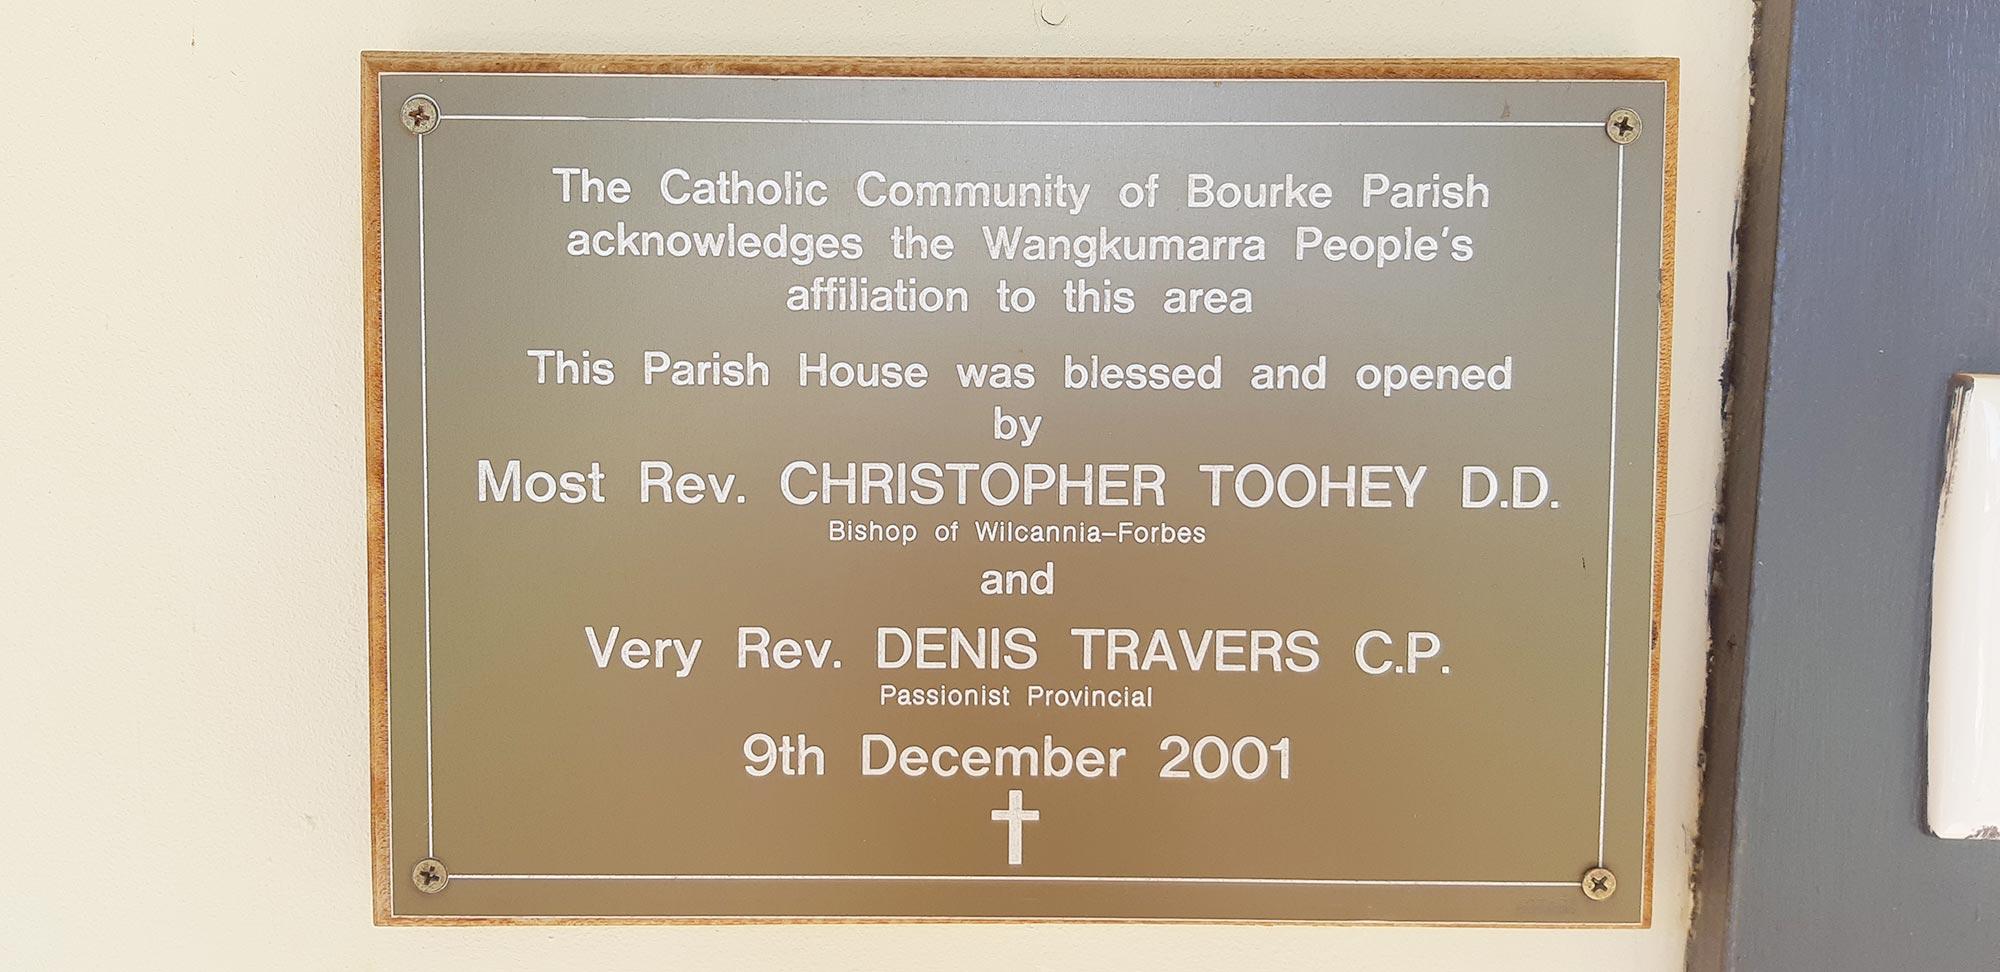 The Catholic Community of Bourke Parish
acknowledges the Wangkumarra People's
affiliation to this area
This Parish House was blessed and opened
by
Most Rev. CHRISTOPHER TOOHEY D.D.
Bishop of Wilcannia–Forbes
and
Very Rev. DENIS TRAVERS C.P.
Passionist Provincial
9th December 2001